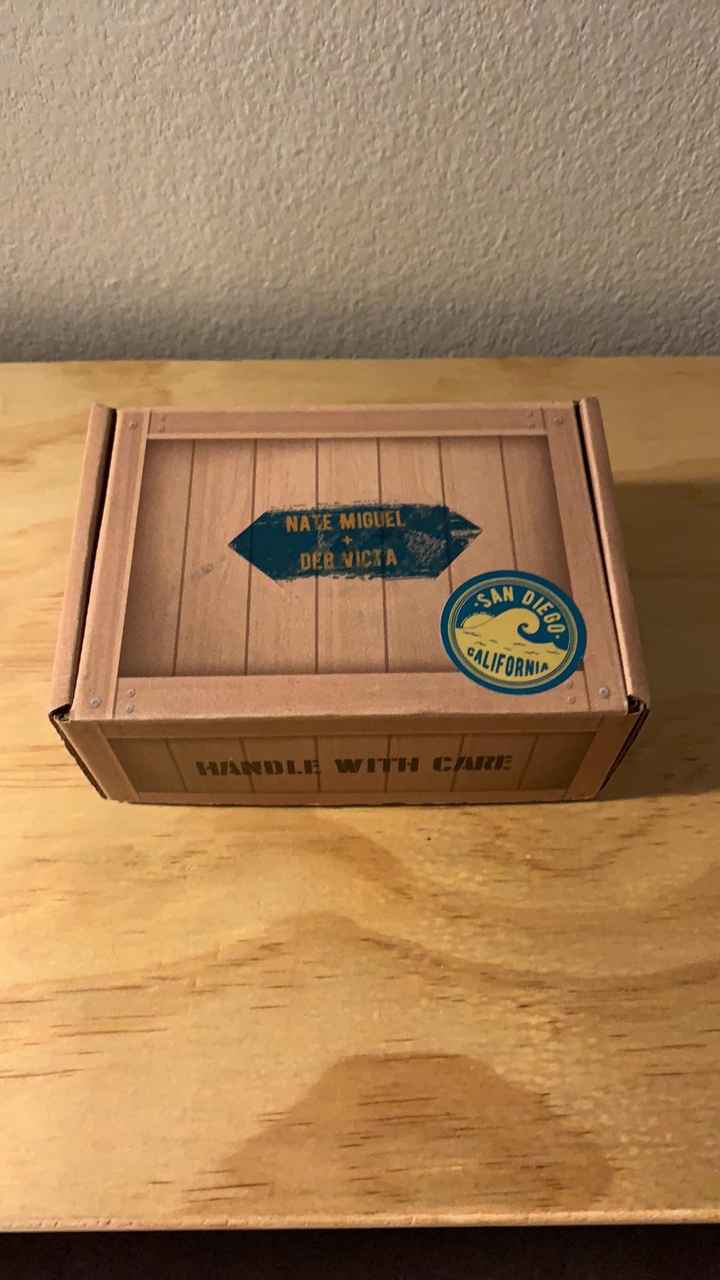 NATE MIGUEL
+
DEB VICTA
·SAN DIEGO·
CALIFORNIA
HANDLE WITH CARE